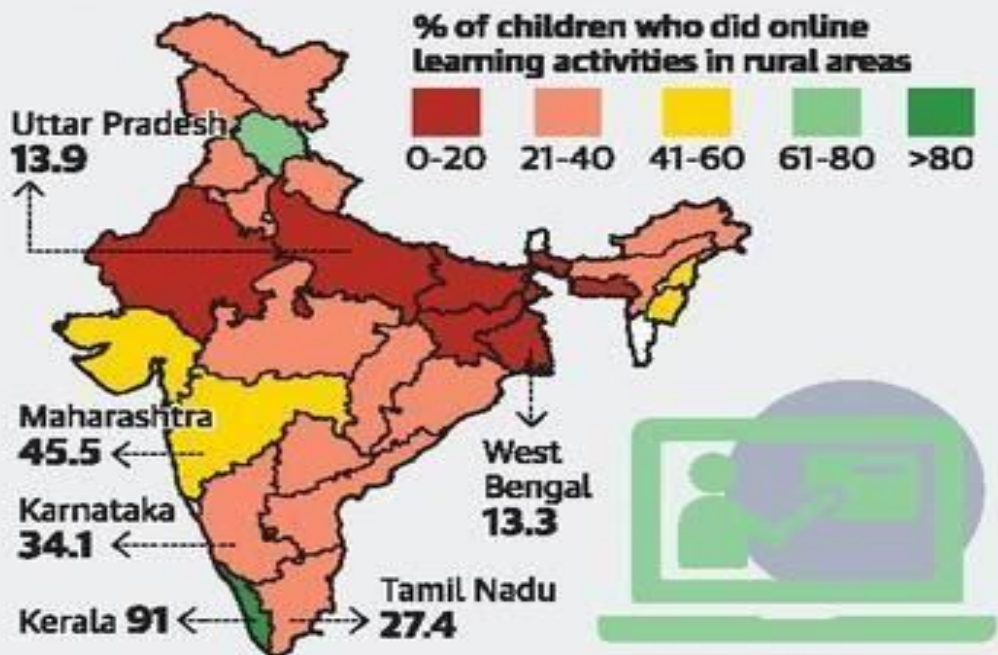 % of children who did online
learning activities in rural areas
0-20 21-40 41-60 61-80 >80
Uttar Pradesh
13.9
Maharashtra
45.5
Karnataka
34.1
Kerala 91
West
Bengal
13.3
Tamil Nadu
27.4